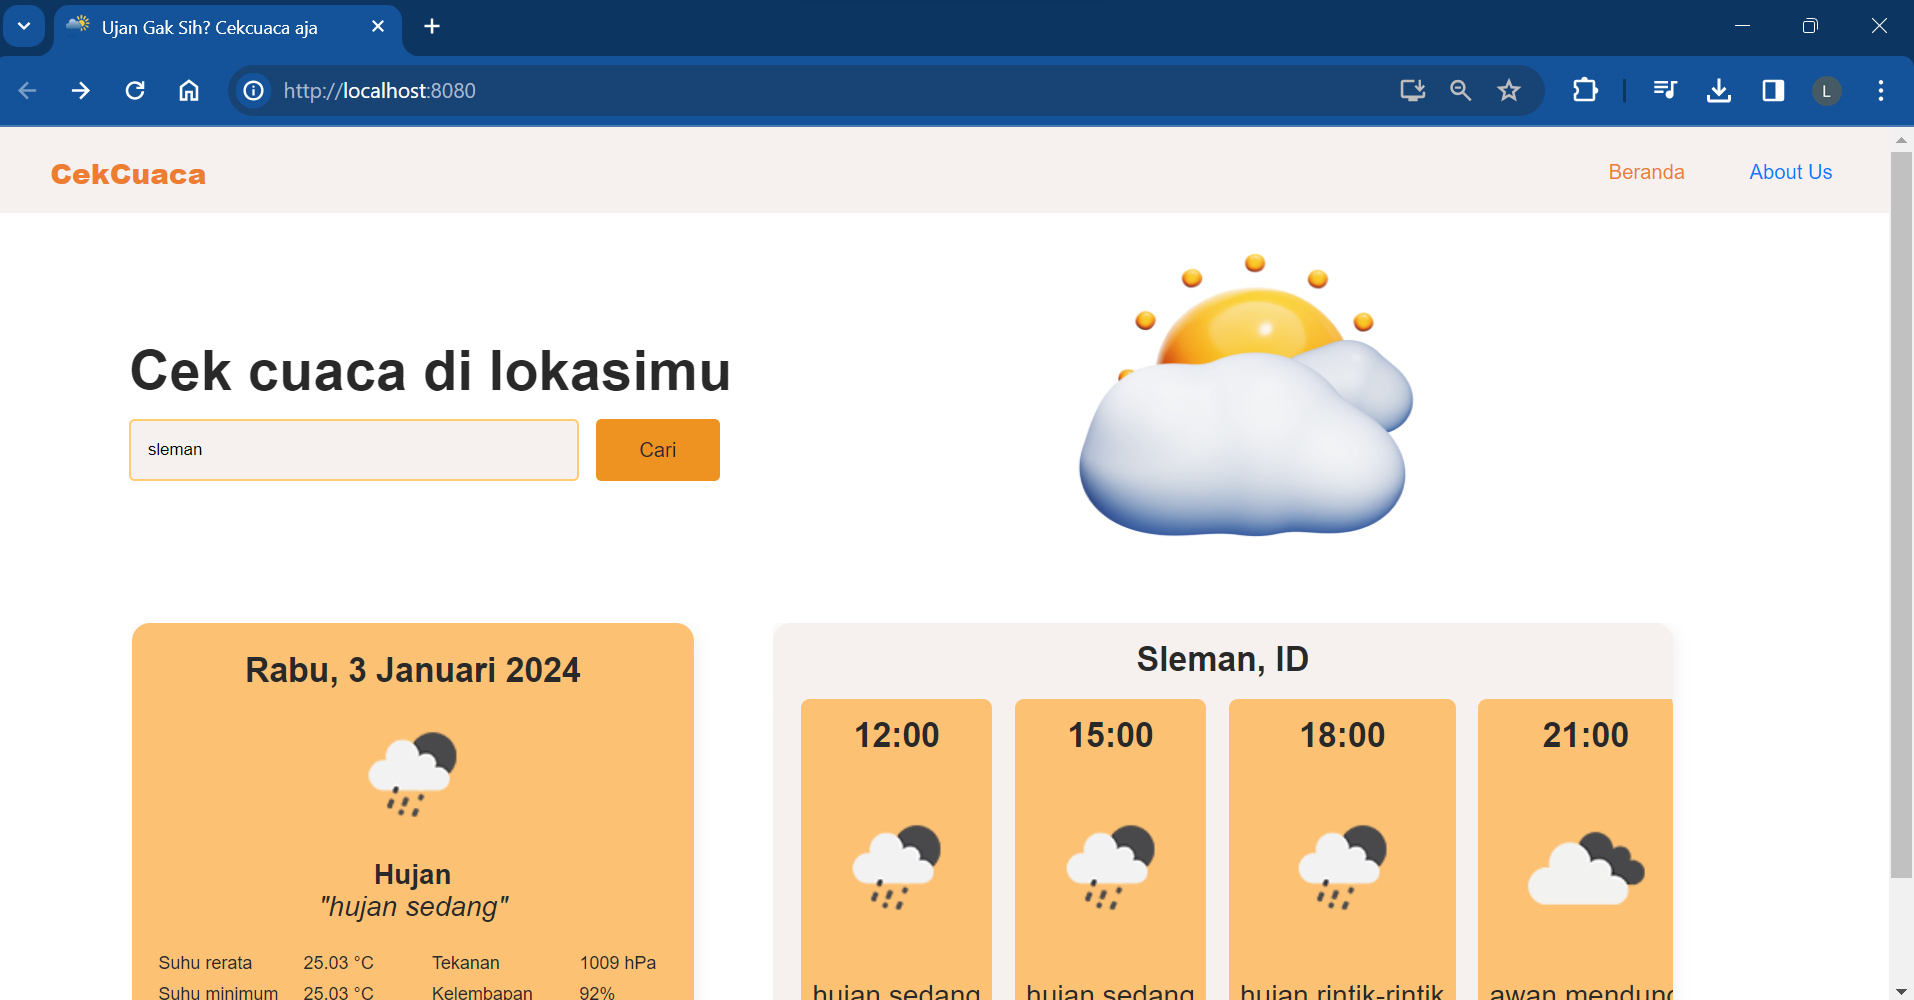 Ujan Gak Sih? Cekcuaca aja
http://localhost:8080
L
CekCuaca
Beranda
About Us
Cek cuaca di lokasimu
sleman
Cari
Rabu, 3 Januari 2024
Hujan
"hujan sedang"
Suhu rerata 25.03 °C Tekanan 1009 hPa
Suhu minimum 25.03 °C Kelembapan 92%
Sleman, ID
12:00 15:00 18:00 21:00
hujan sedang hujan sedang hujan rintik-rintik awan mendung